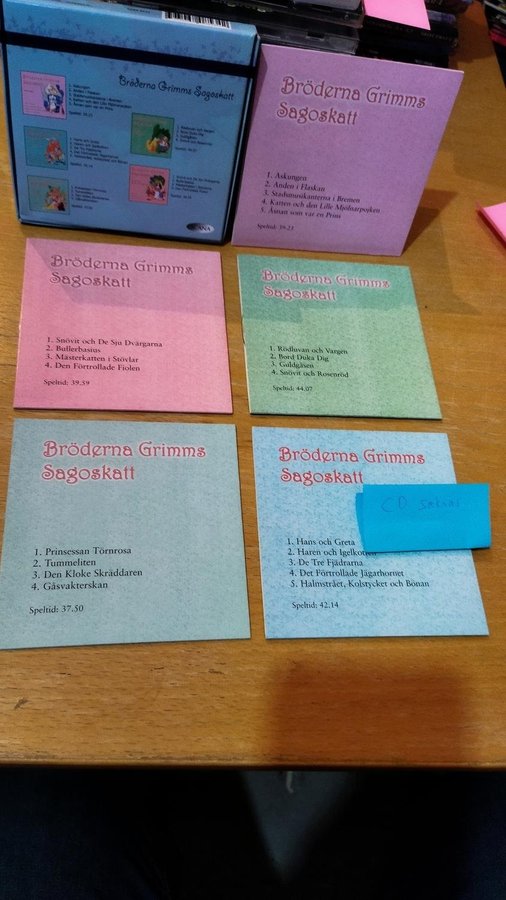 Bröderna Grimms Sagoskatt
Bröderna Grimms
Sagoskatt
1. Askungen
2. Anden i Flaskan
3. Stadsmusikanterna i Bremen
4. Katten och den Lille Mjölnarpojken
5. Åsnan som var en Prins
Speltid: 39.21
Bröderna Grimms
Sagoskatt
1. Snövit och De Sju Dvärgarna
2. Bullerbasius
3. Mästerkatten i Stövlar
4. Den Förtrollade Fiolen
Speltid: 39.59
Bröderna Grimms
Sagoskatt
1. Rödluvan och Vargen
2. Bord Duka Dig
3. Guldgåsen
4. Snövit och Rosenröd
Speltid: 44.07
Bröderna Grimms
Sagoskatt
1. Prinsessan Törnrosa
2. Tummeliten
3. Den Kloke Skräddaren
4. Gåsvakterskan
Speltid: 37.50
Bröderna Grimms
Sagoskatt
CD saknas
1. Hans och Greta
2. Haren och Igelkotten
3. De Tre Fjädrarna
4. Det Förtrollade Jägarhornet
5. Halmstrået, Kolstycket och Bönan
Speltid: 42.14